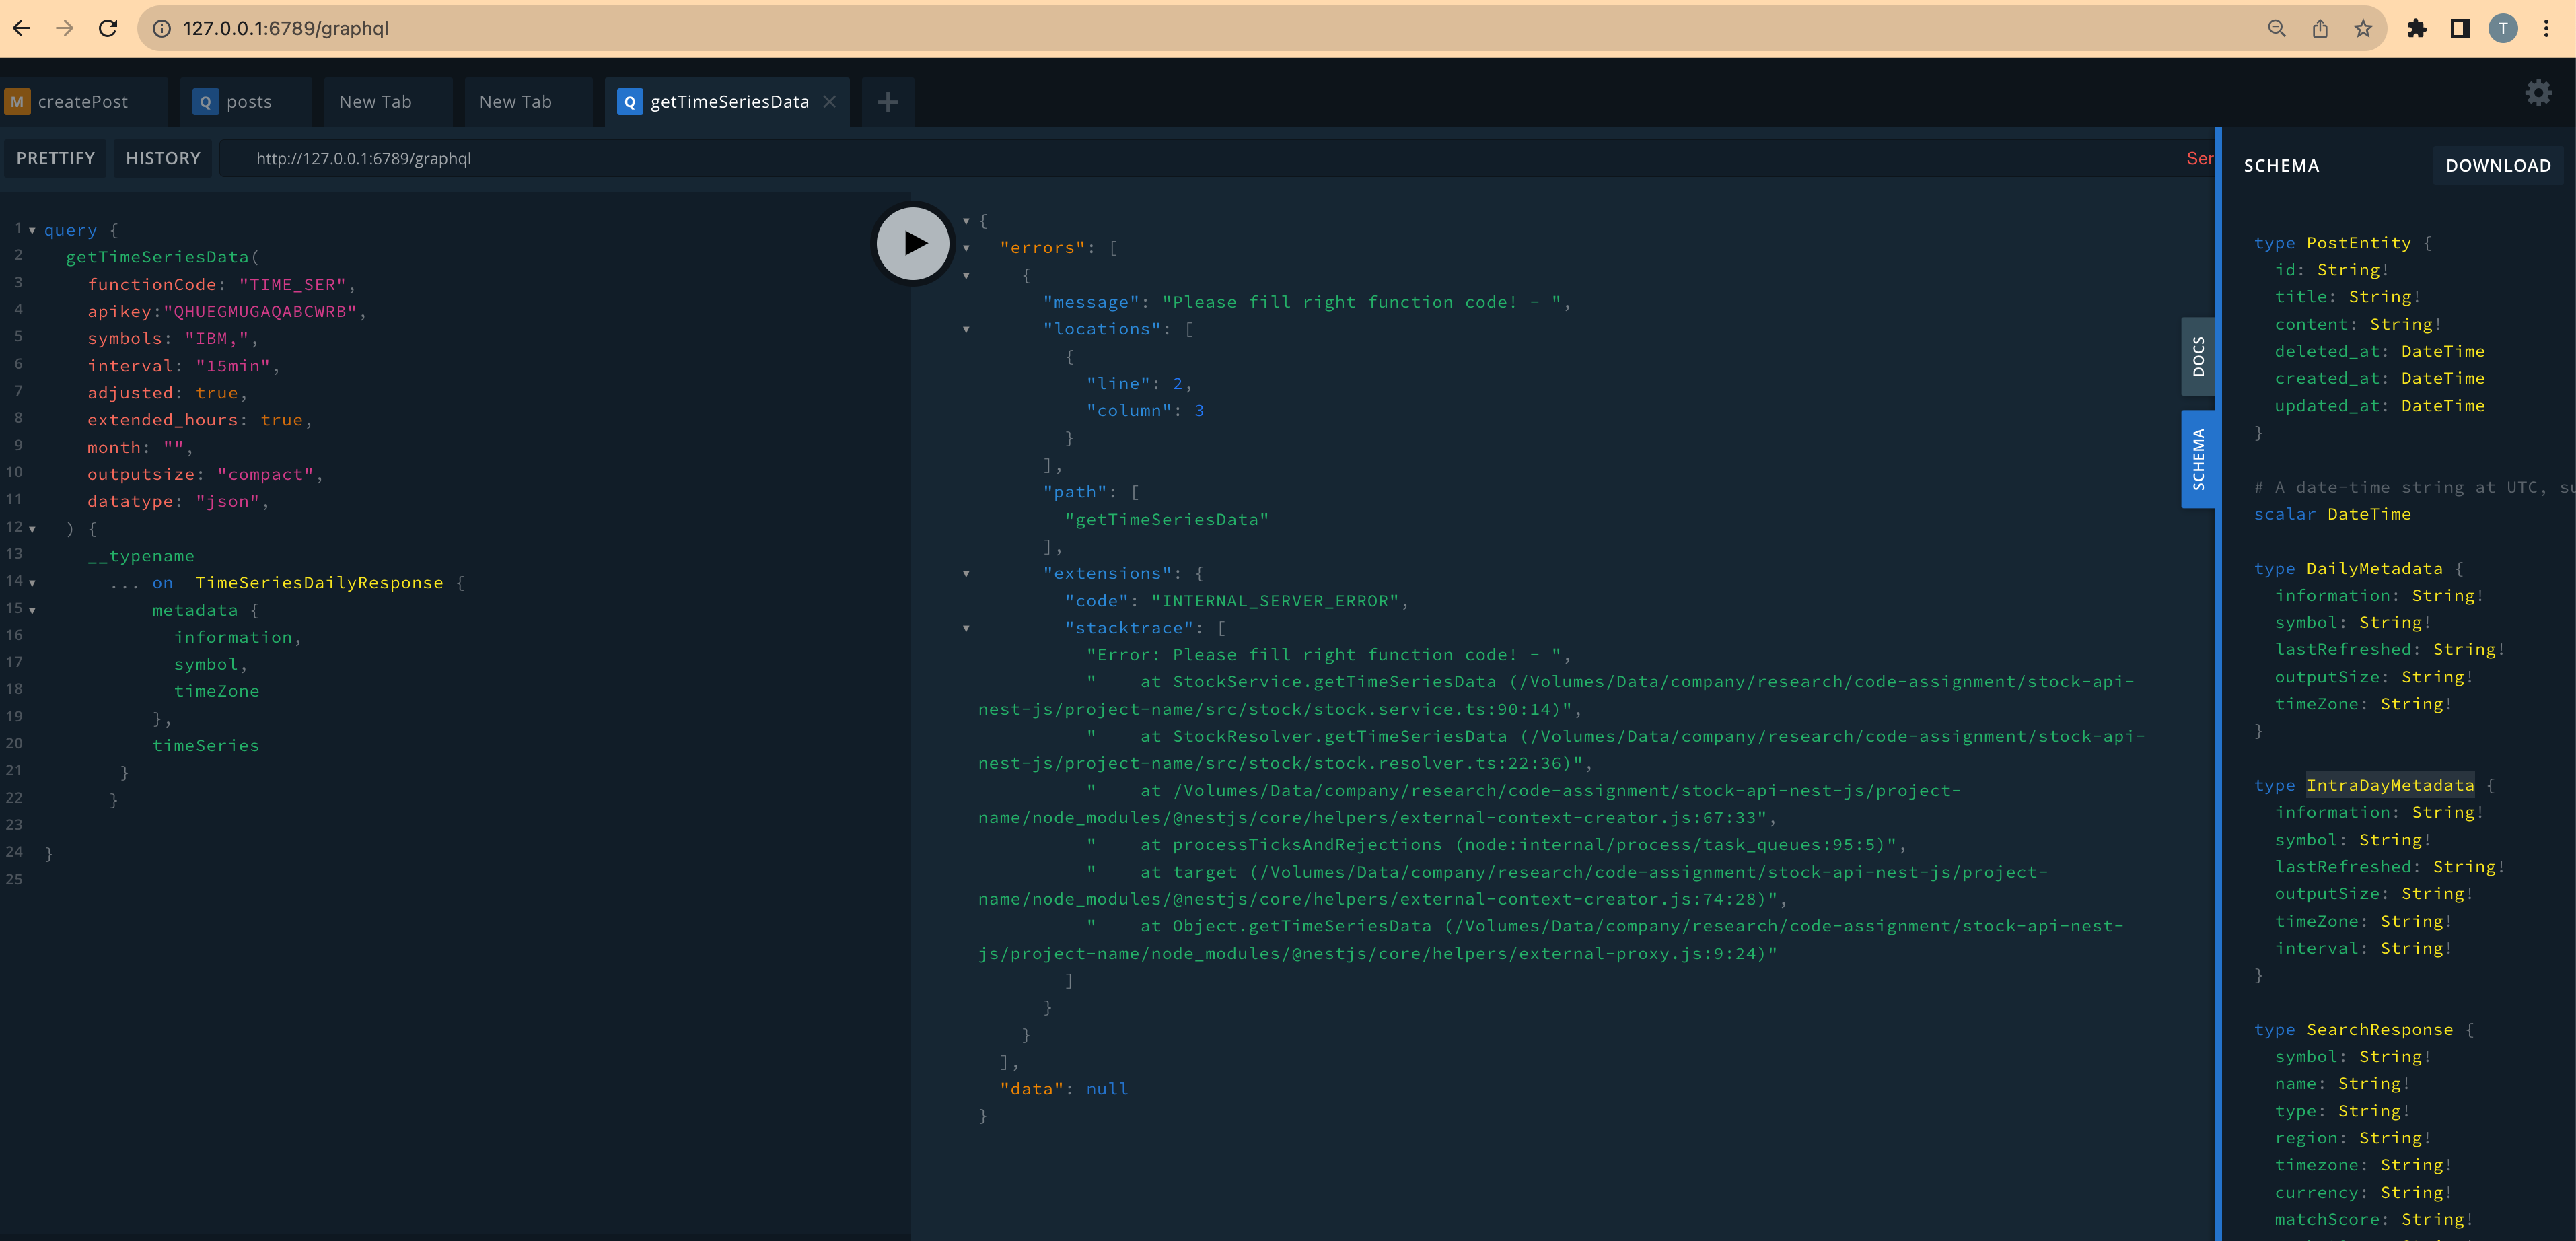 127.0.0.1:6789/graphql
T
M createPost
Q posts
New Tab
New Tab
Q getTimeSeriesData
PRETTIFY
HISTORY
http://127.0.0.1:6789/graphql
Ser
1 query {
2 getTimeSeriesData(
3 functionCode: "TIME_SER",
4 apikey:"QHUEGMUGAQABCWRB",
5 symbols: "IBM,",
6 interval: "15min",
7 adjusted: true,
8 extended_hours: true,
9 month: "",
10 outputsize: "compact",
11 datatype: "json",
12 ) {
13 __typename
14 ... on TimeSeriesDailyResponse {
15 metadata {
16 information,
17 symbol,
18 timeZone
19 },
20 timeSeries
21 }
22 }
23
24 }
25
{
"errors": [
{
"message": "Please fill right function code! - ",
"locations": [
{
"line": 2,
"column": 3
}
],
"path": [
"getTimeSeriesData"
],
"extensions": {
"code": "INTERNAL_SERVER_ERROR",
"stacktrace": [
"Error: Please fill right function code! - ",
" at StockService.getTimeSeriesData (/Volumes/Data/company/research/code-assignment/stock-api-
nest-js/project-name/src/stock/stock.service.ts:90:14)",
" at StockResolver.getTimeSeriesData (/Volumes/Data/company/research/code-assignment/stock-api-
nest-js/project-name/src/stock/stock.resolver.ts:22:36)",
" at /Volumes/Data/company/research/code-assignment/stock-api-nest-js/project-
name/node_modules/@nestjs/core/helpers/external-context-creator.js:67:33",
" at processTicksAndRejections (node:internal/process/task_queues:95:5)",
" at target (/Volumes/Data/company/research/code-assignment/stock-api-nest-js/project-
name/node_modules/@nestjs/core/helpers/external-context-creator.js:74:28)",
" at Object.getTimeSeriesData (/Volumes/Data/company/research/code-assignment/stock-api-nest-
js/project-name/node_modules/@nestjs/core/helpers/external-proxy.js:9:24)"
]
}
}
],
"data": null
}
DOCS
SCHEMA
SCHEMA
DOWNLOAD
type PostEntity {
id: String!
title: String!
content: String!
deleted_at: DateTime
created_at: DateTime
updated_at: DateTime
}
# A date-time string at UTC, su
scalar DateTime
type DailyMetadata {
information: String!
symbol: String!
lastRefreshed: String!
outputSize: String!
timeZone: String!
}
type IntraDayMetadata {
information: String!
symbol: String!
lastRefreshed: String!
outputSize: String!
timeZone: String!
interval: String!
}
type SearchResponse {
symbol: String!
name: String!
type: String!
region: String!
timezone: String!
currency: String!
matchScore: String!